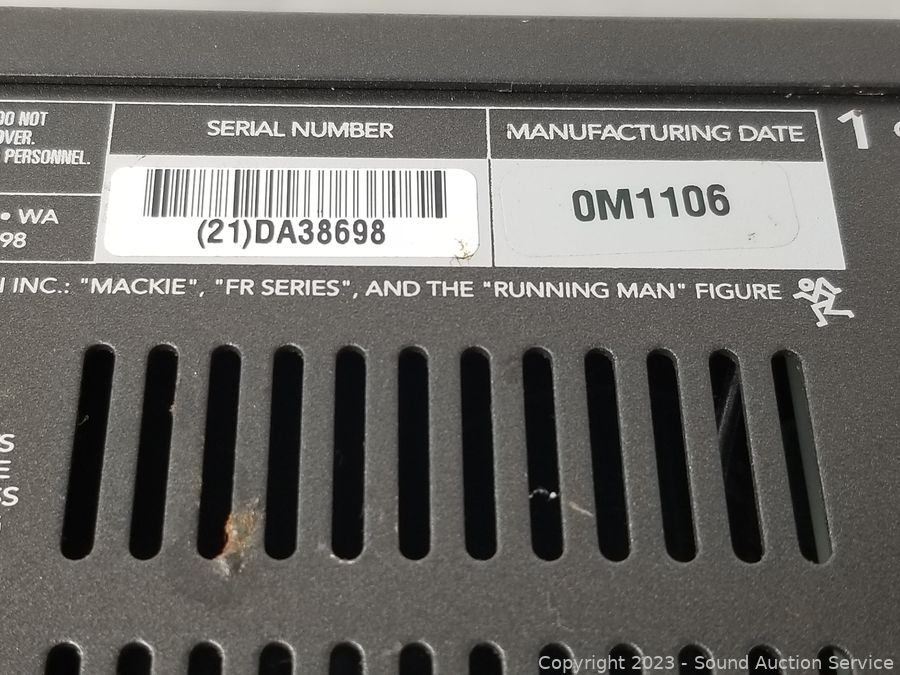 DO NOT
OVER.
PERSONNEL.
• WA
98
SERIAL NUMBER
(21)DA38698
MANUFACTURING DATE
0M1106
1
INC.: "MACKIE", "FR SERIES", AND THE "RUNNING MAN" FIGURE
S
E
SS
Copyright © 2023 - Sound Auction Service